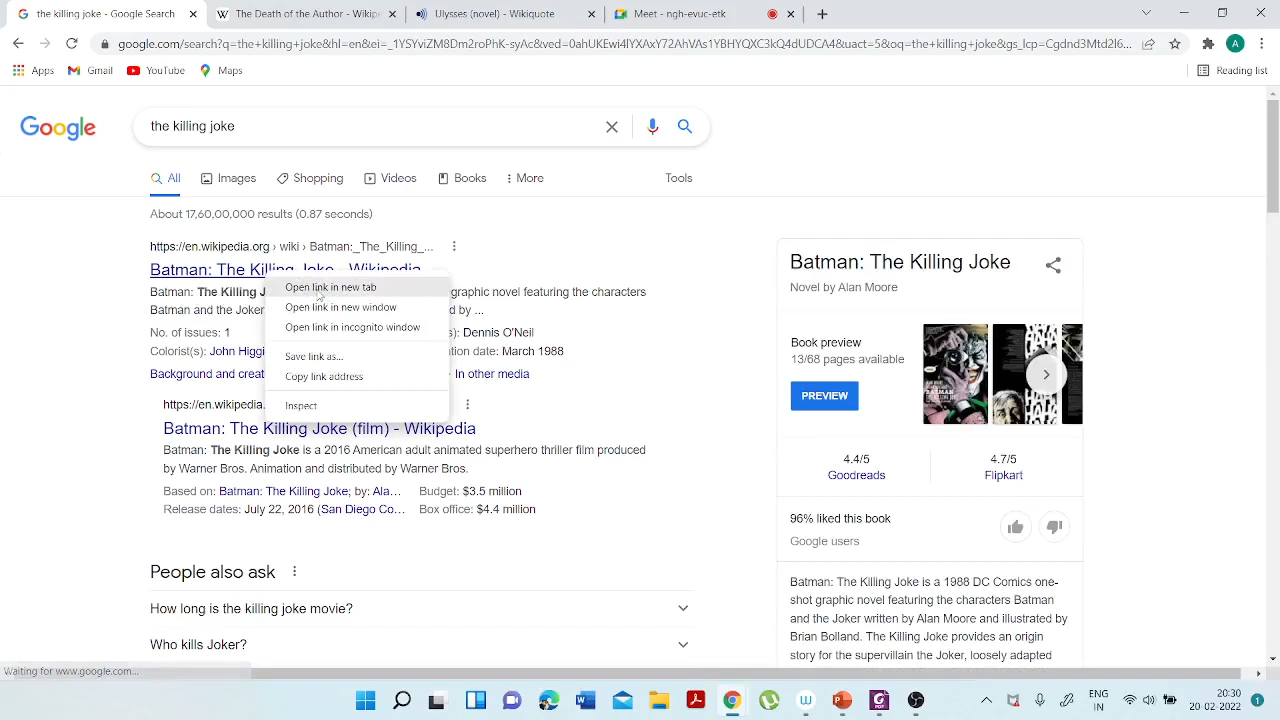 the killing joke - Google Search
The Death of the Author - Wikipe
Ulysses (novel) - Wikiquote
Meet - ngh-evuc-etk
google.com/search?q=the+killing+joke&hl=en&ei=_1YSYviZM8Dm2roPhK-syAc&ved=0ahUKEwi4lYXAxY72AhVAs1YBHYQXC3kQ4dUDCA4&uact=5&oq=the+killing+joke&gs_lcp=Cgdnd3Mtd2l6...
A
Apps
Gmail
YouTube
Maps
Reading list
Google
the killing joke
All
Images
Shopping
Videos
Books
More
Tools
About 17,60,00,000 results (0.87 seconds)
https://en.wikipedia.org › wiki › Batman:_The_Killing_...
Batman: The Killing Joke - Wikipedia
Batman: The Killing J
graphic novel featuring the characters
Batman and the Joker
d by ...
No. of issues: 1
s): Dennis O'Neil
Colorist(s): John Higgi
tion date: March 1988
Background and creat
In other media
Open link in new tab
Open link in new window
Open link in incognito window
Save link as...
Copy link address
Inspect
https://en.wikipedia.
Batman: The Killing Joke (film) - Wikipedia
Batman: The Killing Joke is a 2016 American adult animated superhero thriller film produced
by Warner Bros. Animation and distributed by Warner Bros.
Based on: Batman: The Killing Joke; by: Ala... Budget: $3.5 million
Release dates: July 22, 2016 (San Diego Co... Box office: $4.4 million
People also ask
How long is the killing joke movie?
Who kills Joker?
Batman: The Killing Joke
Novel by Alan Moore
Book preview
13/68 pages available
PREVIEW
4.4/5
Goodreads
4.7/5
Flipkart
96% liked this book
Google users
Batman: The Killing Joke is a 1988 DC Comics one-
shot graphic novel featuring the characters Batman
and the Joker written by Alan Moore and illustrated by
Brian Bolland. The Killing Joke provides an origin
story for the supervillain the Joker, loosely adapted
Waiting for www.google.com...
ENG
IN
20:30
20-02-2022
1